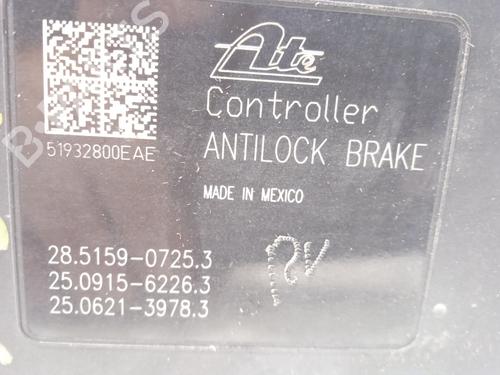 Ate
Controller
51932800EAE
ANTILOCK BRAKE
MADE IN MEXICO
28.5159-0725.3
25.0915-6226.3
25.0621-3978.3